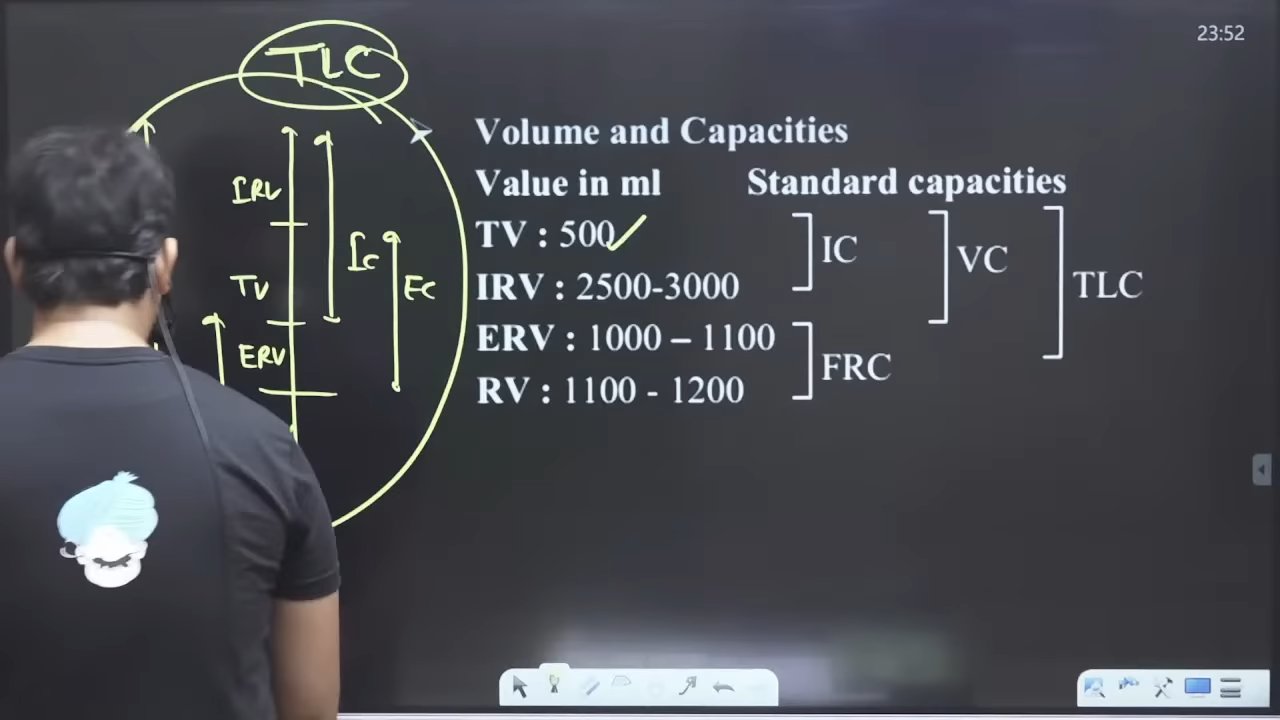 23:52
TLC
IRV
TV
ERV
IC
EC
Volume and Capacities
Value in ml Standard capacities
TV : 500
IRV : 2500-3000
ERV : 1000 – 1100
RV : 1100 - 1200
IC
FRC
VC
TLC